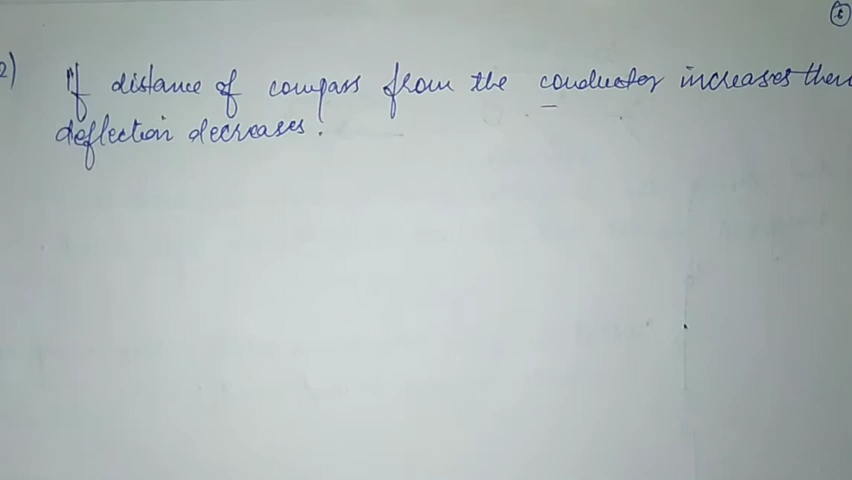 2) If distance of compass from the conductor increases then
deflection decreases.